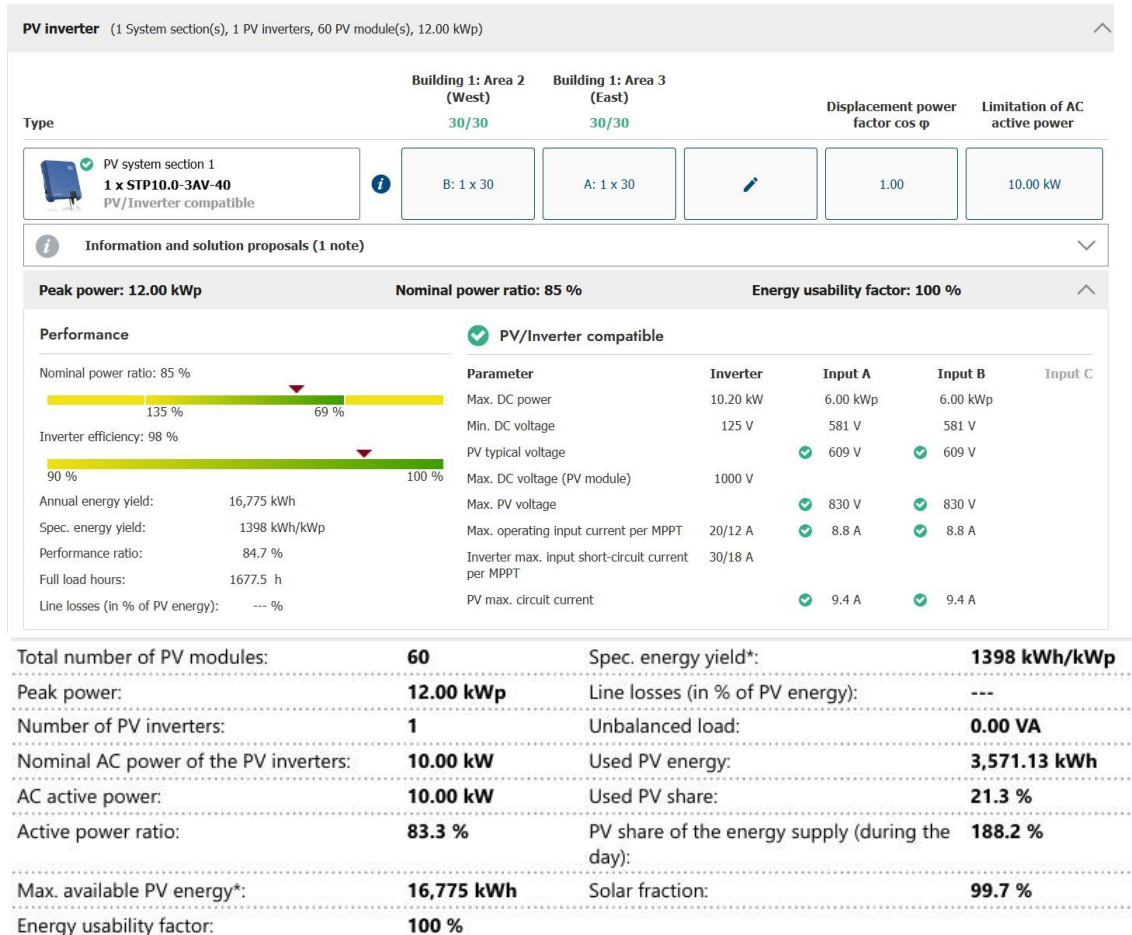 PV inverter (1 System section(s), 1 PV inverters, 60 PV module(s), 12.00 kWp)
Type
Building 1: Area 2
(West)
30/30
Building 1: Area 3
(East)
30/30
Displacement power
factor cos φ
Limitation of AC
active power
PV system section 1
1 x STP10.0-3AV-40
PV/Inverter compatible
B: 1 x 30
A: 1 x 30
1.00
10.00 kW
Information and solution proposals (1 note)
Peak power: 12.00 kWp Nominal power ratio: 85 % Energy usability factor: 100 %
Performance
Nominal power ratio: 85 %
135 % 69 %
Inverter efficiency: 98 %
90 % 100 %
Annual energy yield: 16,775 kWh
Spec. energy yield: 1398 kWh/kWp
Performance ratio: 84.7 %
Full load hours: 1677.5 h
Line losses (in % of PV energy): --- %
PV/Inverter compatible
Parameter Inverter Input A Input B Input C
Max. DC power 10.20 kW 6.00 kWp 6.00 kWp
Min. DC voltage 125 V 581 V 581 V
PV typical voltage 609 V 609 V
Max. DC voltage (PV module) 1000 V
Max. PV voltage 830 V 830 V
Max. operating input current per MPPT 20/12 A 8.8 A 8.8 A
Inverter max. input short-circuit current 30/18 A
per MPPT
PV max. circuit current 9.4 A 9.4 A
Total number of PV modules: 60 Spec. energy yield*: 1398 kWh/kWp
Peak power: 12.00 kWp Line losses (in % of PV energy): ---
Number of PV inverters: 1 Unbalanced load: 0.00 VA
Nominal AC power of the PV inverters: 10.00 kW Used PV energy: 3,571.13 kWh
AC active power: 10.00 kW Used PV share: 21.3 %
Active power ratio: 83.3 % PV share of the energy supply (during the 188.2 %
day):
Max. available PV energy*: 16,775 kWh Solar fraction: 99.7 %
Energy usability factor: 100 %